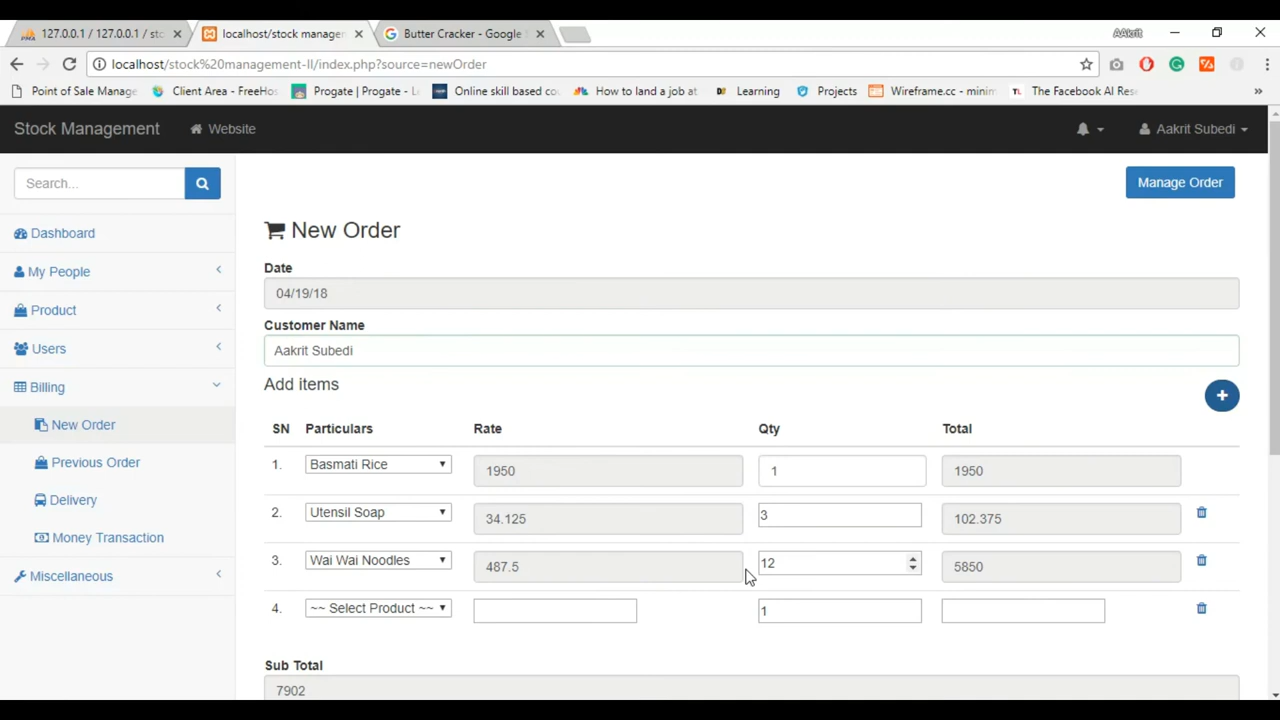 127.0.0.1 / 127.0.0.1 / sto
localhost/stock managem
Butter Cracker - Google
AAkrit
localhost/stock%20management-II/index.php?source=newOrder
Point of Sale Manage
Client Area - FreeHos
Progate | Progate - L
Online skill based co
How to land a job at
Learning
Projects
Wireframe.cc - minim
The Facebook AI Rese
Stock Management
Website
Aakrit Subedi
Search...
Manage Order
Dashboard
My People
Product
Users
Billing
New Order
Previous Order
Delivery
Money Transaction
Miscellaneous
New Order
Date
04/19/18
Customer Name
Aakrit Subedi
Add items
SN Particulars Rate Qty Total
1. Basmati Rice 1950 1 1950
2. Utensil Soap 34.125 3 102.375
3. Wai Wai Noodles 487.5 12 5850
4. ~~ Select Product ~~ 1
Sub Total
7902